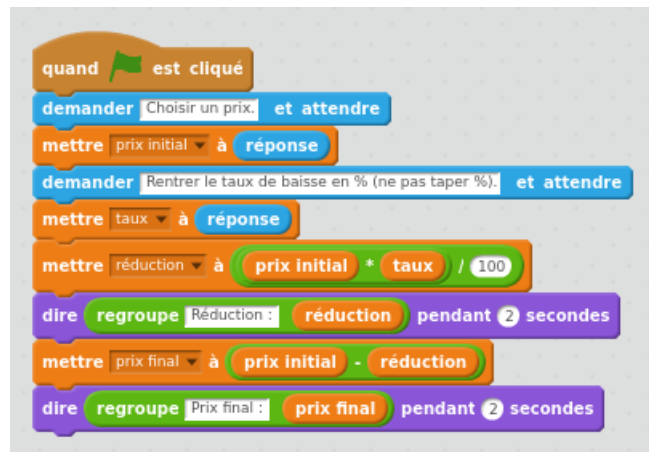 quand est cliqué
demander Choisir un prix. et attendre
mettre prix initial à réponse
demander Rentrer le taux de baisse en % (ne pas taper %). et attendre
mettre taux à réponse
mettre réduction à prix initial * taux / 100
dire regroupe Réduction : réduction pendant 2 secondes
mettre prix final à prix initial - réduction
dire regroupe Prix final : prix final pendant 2 secondes